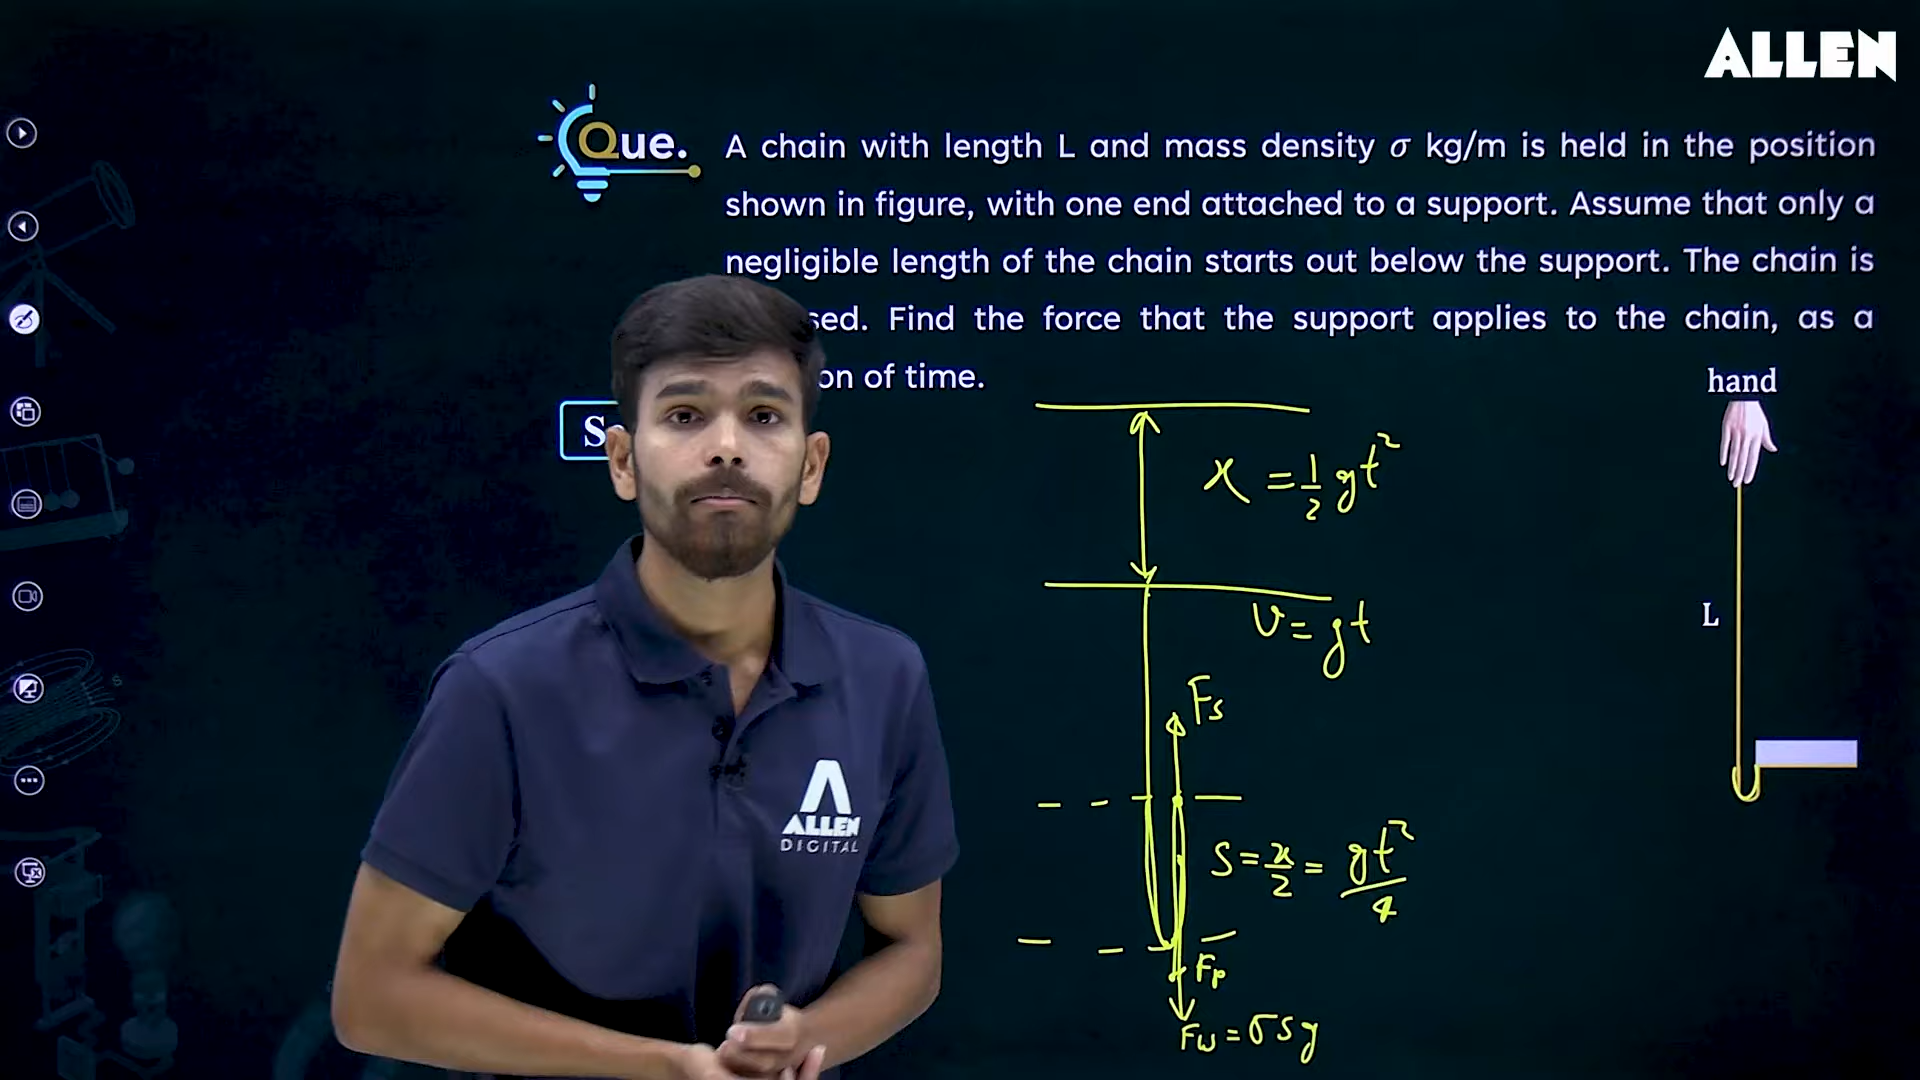 ALLEN
Que.
A chain with length L and mass density σ kg/m is held in the position
shown in figure, with one end attached to a support. Assume that only a
negligible length of the chain starts out below the support. The chain is
sed. Find the force that the support applies to the chain, as a
on of time.
hand
S
x = 1/2 gt²
L
v = gt
Fs
ALLEN
DIGITAL
S = x/2 = gt²/4
Fp
Fw = σsg